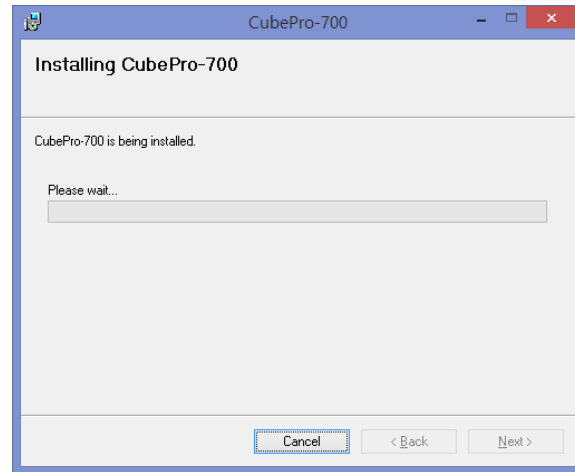 CubePro-700
Installing CubePro-700
CubePro-700 is being installed.
Please wait...
Cancel
< Back
Next >